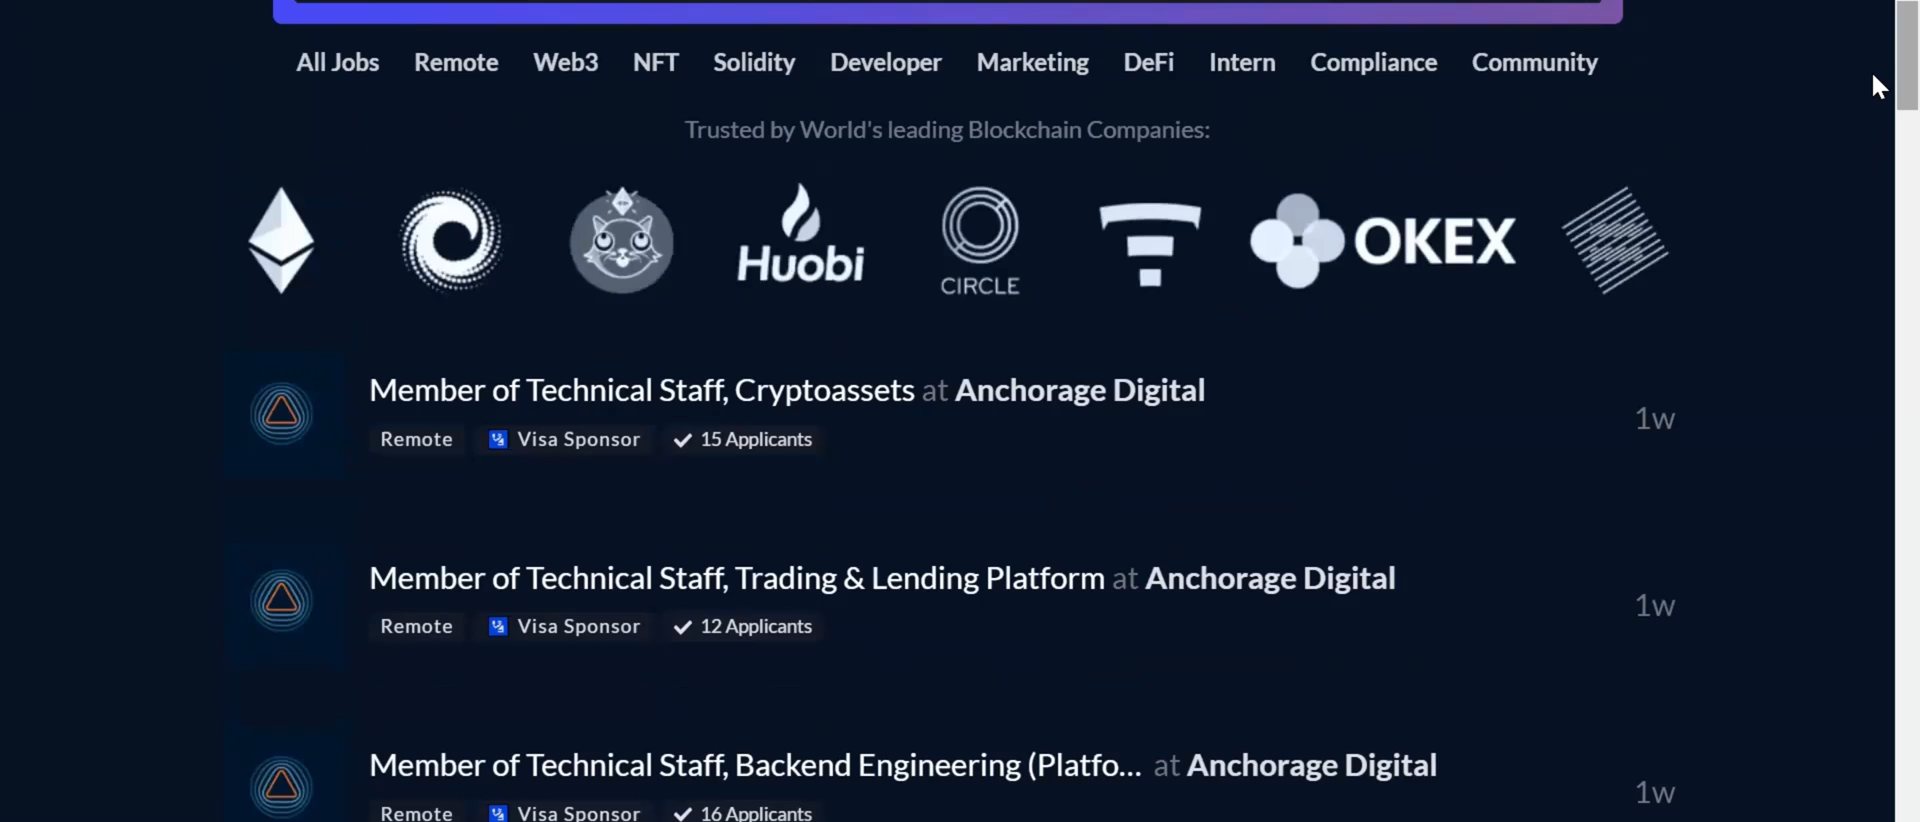 All Jobs Remote Web3 NFT Solidity Developer Marketing DeFi Intern Compliance Community
Trusted by World's leading Blockchain Companies:
Huobi
CIRCLE
OKEX
Member of Technical Staff, Cryptoassets at Anchorage Digital
Remote Visa Sponsor 15 Applicants
1w
Member of Technical Staff, Trading & Lending Platform at Anchorage Digital
Remote Visa Sponsor 12 Applicants
1w
Member of Technical Staff, Backend Engineering (Platfo... at Anchorage Digital
Remote Visa Sponsor 16 Applicants
1w